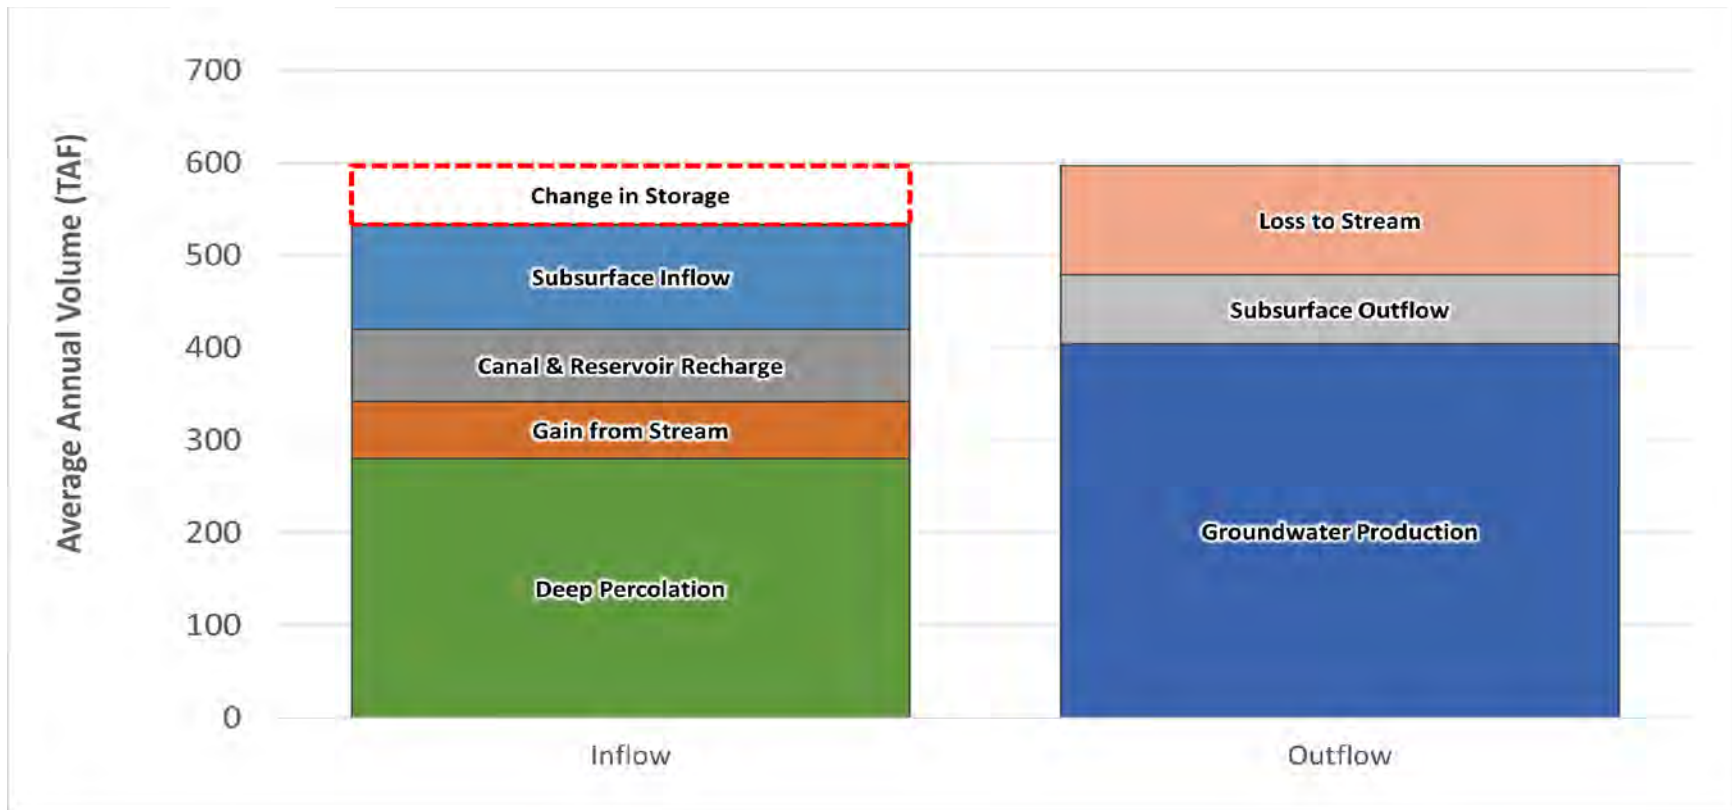 Average Annual Volume (TAF)
700
600
500
400
300
200
100
0
Change in Storage
Subsurface Inflow
Canal & Reservoir Recharge
Gain from Stream
Deep Percolation
Loss to Stream
Subsurface Outflow
Groundwater Production
Inflow
Outflow